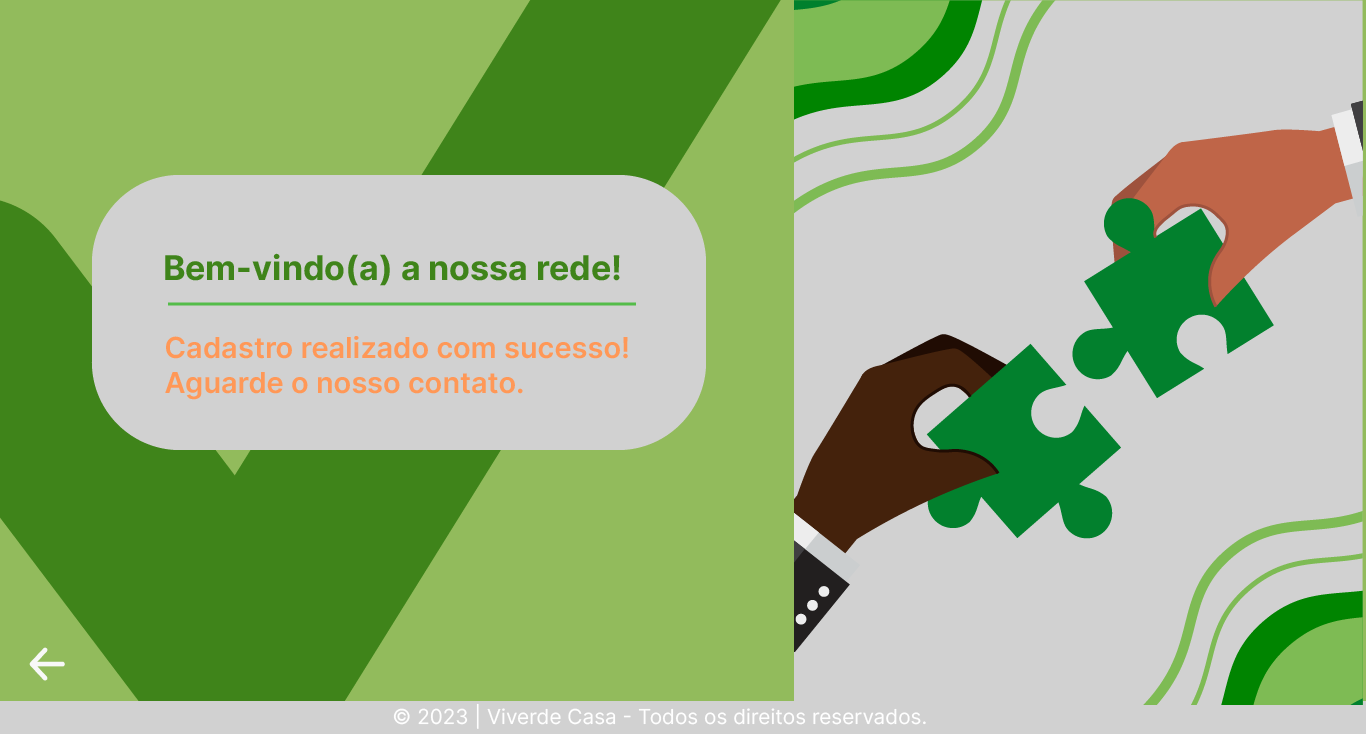 Bem-vindo(a) a nossa rede!
Cadastro realizado com sucesso!
Aguarde o nosso contato.
© 2023 | Viverde Casa - Todos os direitos reservados.